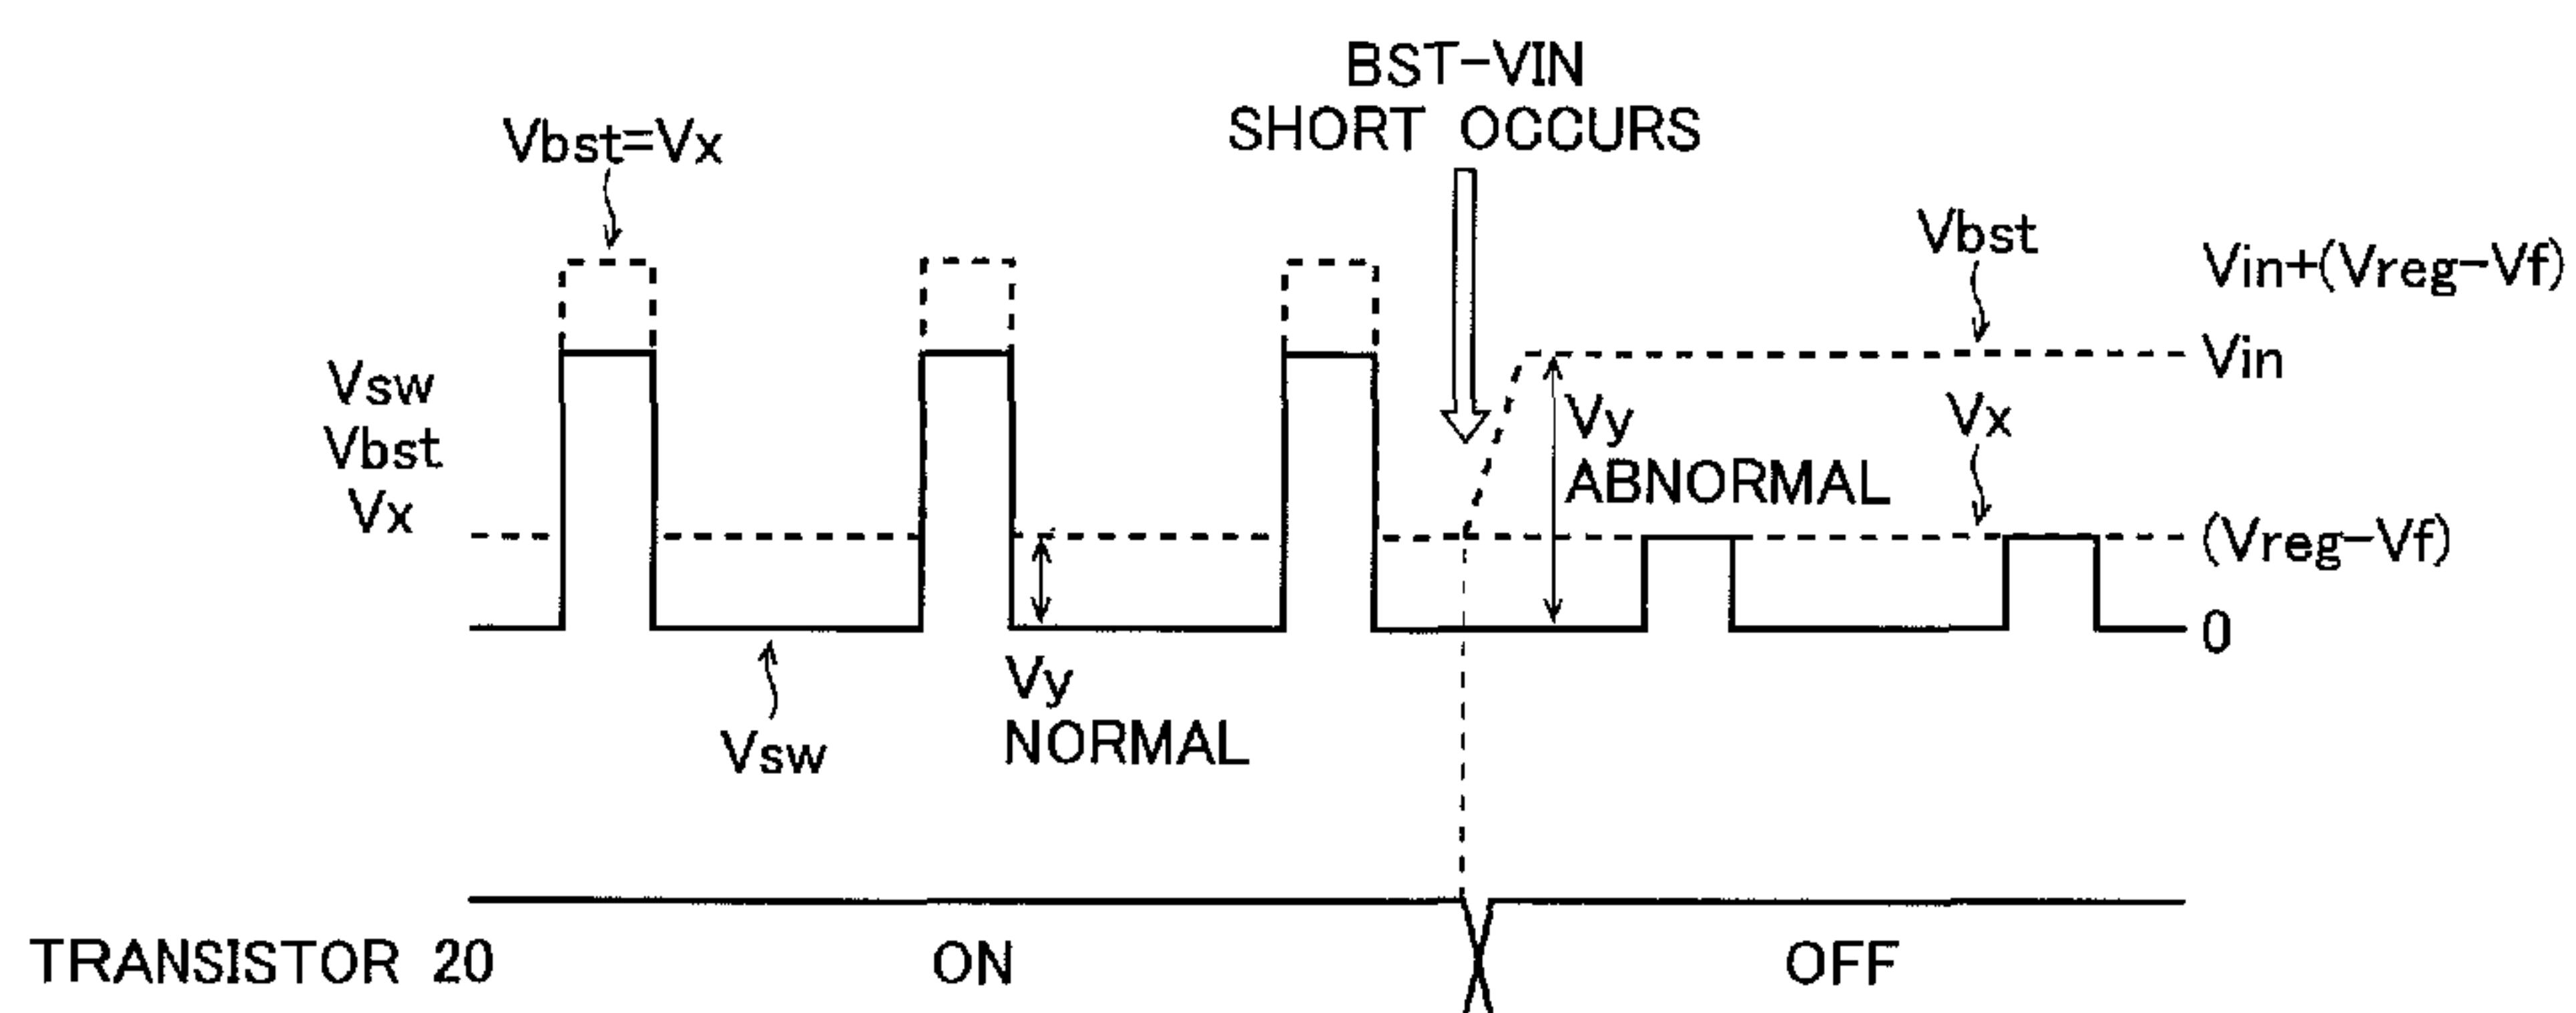 BST-VIN
SHORT OCCURS
Vbst=Vx
Vbst
Vin+(Vreg-Vf)
Vin
Vsw
Vbst
Vx
Vy
ABNORMAL
Vx
(Vreg-Vf)
0
Vy
NORMAL
Vsw
TRANSISTOR 20
ON
OFF